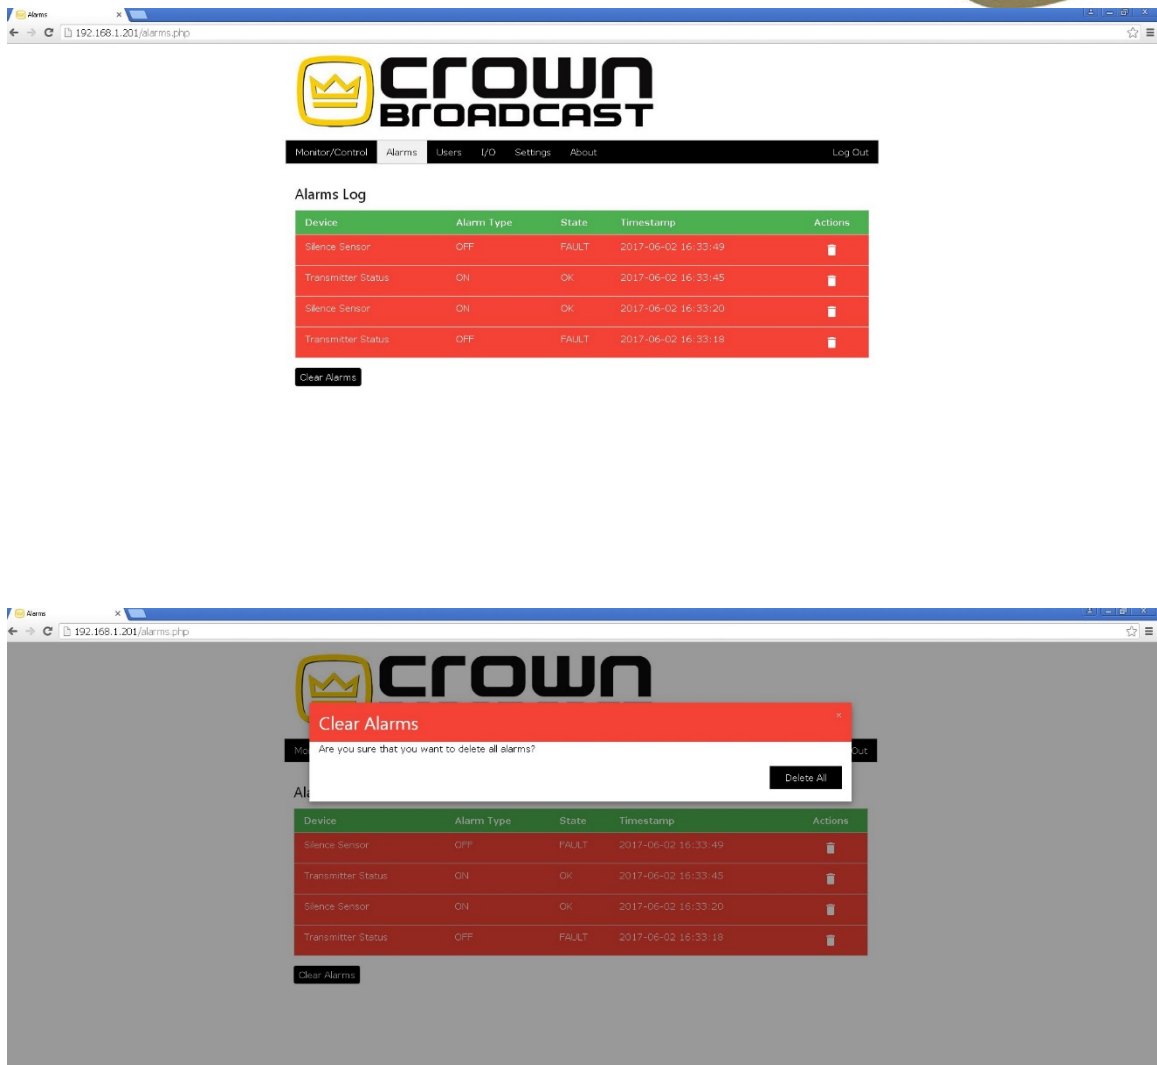 Alarms
192.168.1.201/alarms.php
crown
BROADCAST
Monitor/Control Alarms Users I/O Settings About Log Out
Alarms Log
Device Alarm Type State Timestamp Actions
Silence Sensor OFF FAULT 2017-06-02 16:33:49
Transmitter Status ON OK 2017-06-02 16:33:45
Silence Sensor ON OK 2017-06-02 16:33:20
Transmitter Status OFF FAULT 2017-06-02 16:33:18
Clear Alarms
Alarms
192.168.1.201/alarms.php
crown
Clear Alarms
Mo Are you sure that you want to delete all alarms? Out
Delete All
Ala
Device Alarm Type State Timestamp Actions
Silence Sensor OFF FAULT 2017-06-02 16:33:49
Transmitter Status ON OK 2017-06-02 16:33:45
Silence Sensor ON OK 2017-06-02 16:33:20
Transmitter Status OFF FAULT 2017-06-02 16:33:18
Clear Alarms